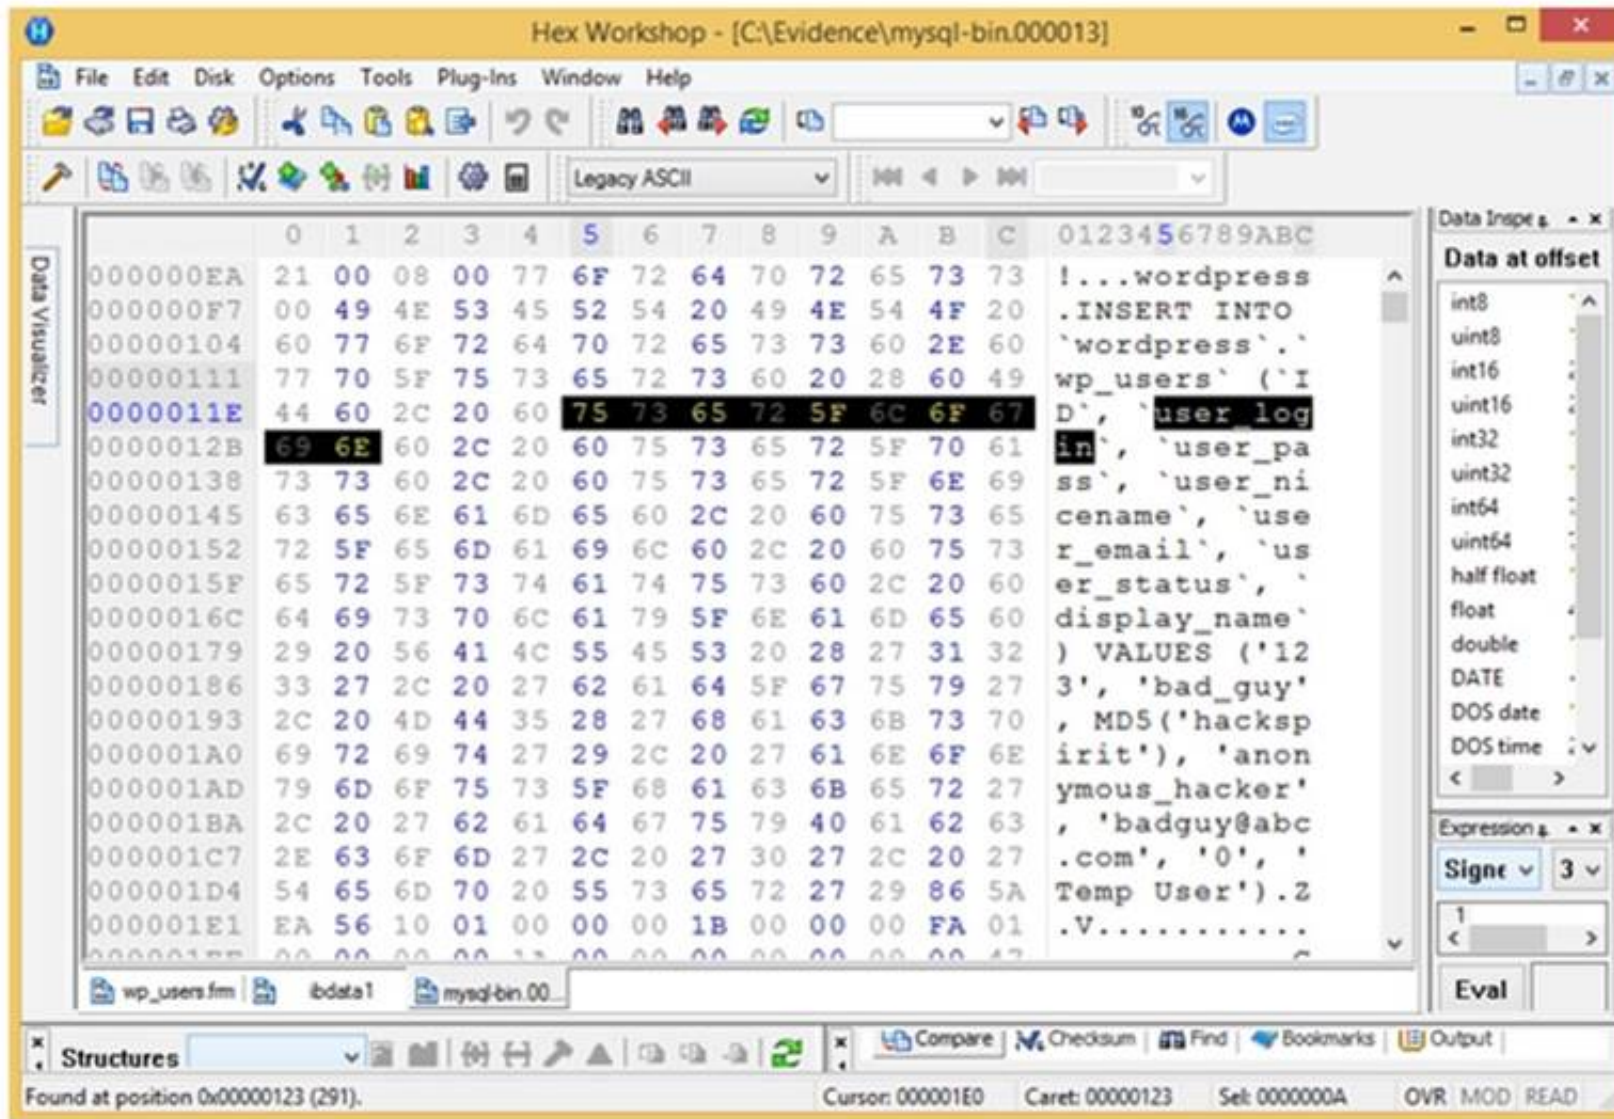 Hex Workshop - [C:\Evidence\mysql-bin.000013]
File Edit Disk Options Tools Plug-Ins Window Help
Legacy ASCII
Data Visualizer
0 1 2 3 4 5 6 7 8 9 A B C 0123456789ABC
000000EA 21 00 08 00 77 6F 72 64 70 72 65 73 73 !...wordpress
000000F7 00 49 4E 53 45 52 54 20 49 4E 54 4F 20 .INSERT INTO
00000104 60 77 6F 72 64 70 72 65 73 73 60 2E 60 `wordpress`.`
00000111 77 70 5F 75 73 65 72 73 60 20 28 60 49 wp_users` (`I
0000011E 44 60 2C 20 60 75 73 65 72 5F 6C 6F 67 D`, `user_log
0000012B 69 6E 60 2C 20 60 75 73 65 72 5F 70 61 in`, `user_pa
00000138 73 73 60 2C 20 60 75 73 65 72 5F 6E 69 ss`, `user_ni
00000145 63 65 6E 61 6D 65 60 2C 20 60 75 73 65 cename`, `use
00000152 72 5F 65 6D 61 69 6C 60 2C 20 60 75 73 r_email`, `us
0000015F 65 72 5F 73 74 61 74 75 73 60 2C 20 60 er_status`, `
0000016C 64 69 73 70 6C 61 79 5F 6E 61 6D 65 60 display_name`
00000179 29 20 56 41 4C 55 45 53 20 28 27 31 32 ) VALUES ('12
00000186 33 27 2C 20 27 62 61 64 5F 67 75 79 27 3', 'bad_guy'
00000193 2C 20 4D 44 35 28 27 68 61 63 6B 73 70 , MD5('hacksp
000001A0 69 72 69 74 27 29 2C 20 27 61 6E 6F 6E irit'), 'anon
000001AD 79 6D 6F 75 73 5F 68 61 63 6B 65 72 27 ymous_hacker'
000001BA 2C 20 27 62 61 64 67 75 79 40 61 62 63 , 'badguy@abc
000001C7 2E 63 6F 6D 27 2C 20 27 30 27 2C 20 27 .com', '0', '
000001D4 54 65 6D 70 20 55 73 65 72 27 29 86 5A Temp User').Z
000001E1 EA 56 10 01 00 00 00 1B 00 00 00 FA 01 .V...........
Data Inspe
Data at offset
int8
uint8
int16
uint16
int32
uint32
int64
uint64
half float
float
double
DATE
DOS date
DOS time
Expression
Signe 3
1
Eval
wp_users.frm ibdata1 mysql-bin.00...
Structures
Compare Checksum Find Bookmarks Output
Found at position 0x00000123 (291).
Cursor: 000001E0 Caret: 00000123 Sel: 0000000A OVR MOD READ